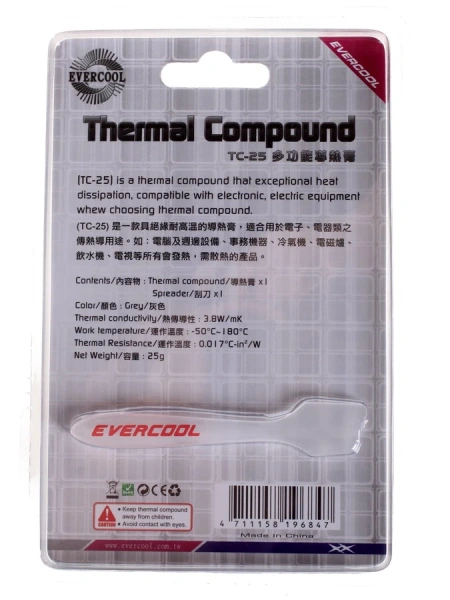 EVERCOOL
EVERCOOL
Thermal Compound
TC-25 多功能導熱膏
(TC-25) is a thermal compound that exceptional heat
dissipation, compatible with electronic, electric equipment
whew choosing thermal compound.
(TC-25) 是一款具絕緣耐高溫的導熱膏，適合用於電子、電器類之
傳熱導用途。如：電腦及週邊設備、事務機器、冷氣機、電磁爐、
飲水機、電視等所有會發熱，需散熱的產品。
Contents/內容物 : Thermal compound/導熱膏 x1
Spreader/刮刀 x1
Color/顏色 : Grey/灰色
Thermal conductivity/熱傳導性 : 3.8W/mK
Work temperature/運作溫度 : -50°C~180°C
Thermal Resistance/運作溫度 : 0.017°C-in²/W
Net Weight/容量 : 25g
EVERCOOL
CAUTION
• Keep thermal compound
away from children.
• Avoid contact with eyes.
4 711158 196847
Made in China
www.evercool.com.tw